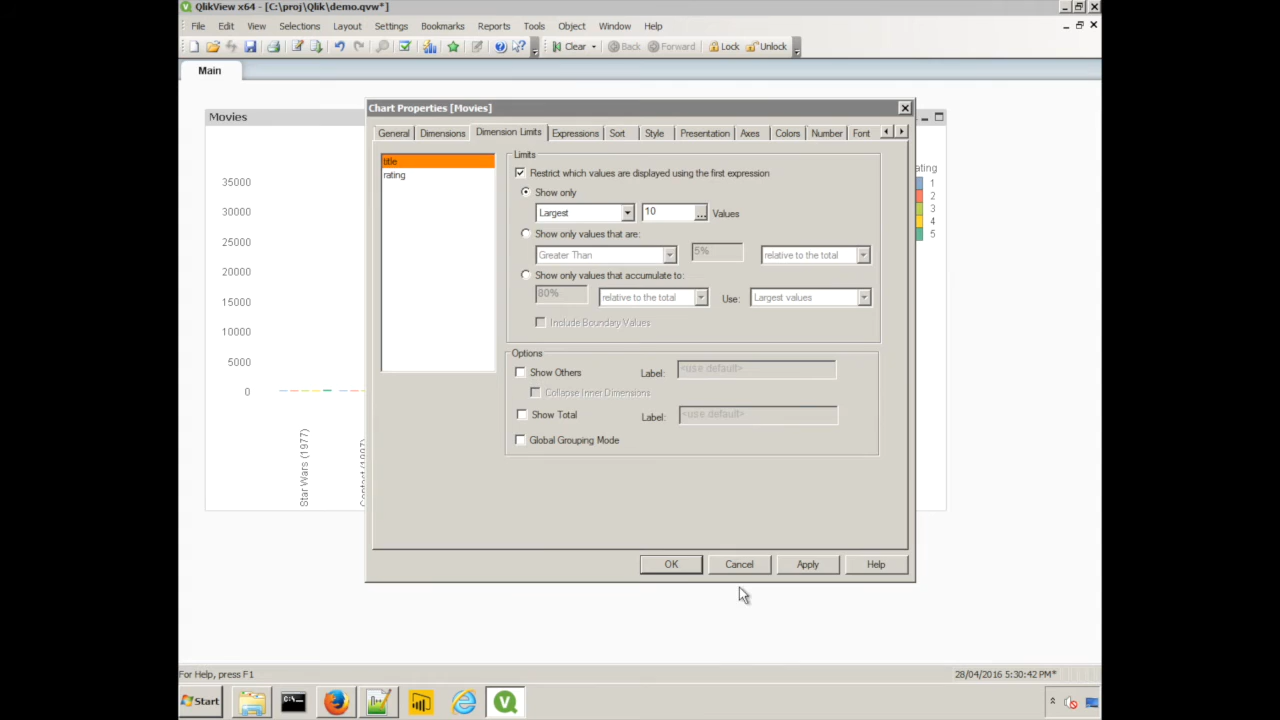 QlikView x64 - [C:\proj\Qlik\demo.qvw*]
File Edit View Selections Layout Settings Bookmarks Reports Tools Object Window Help
Clear Back Forward Lock Unlock
Main
Movies
Chart Properties [Movies]
General Dimensions Dimension Limits Expressions Sort Style Presentation Axes Colors Number Font
title
rating
Limits
Restrict which values are displayed using the first expression
Show only
Largest 10 ... Values
Show only values that are:
Greater Than 5% relative to the total
Show only values that accumulate to:
80% relative to the total Use: Largest values
Include Boundary Values
Options
Show Others Label: <use default>
Collapse Inner Dimensions
Show Total Label: <use default>
Global Grouping Mode
OK Cancel Apply Help
35000
30000
25000
20000
15000
10000
5000
0
Star Wars (1977)
Contact (1997)
rating
1
2
3
4
5
For Help, press F1
28/04/2016 5:30:42 PM*
Start